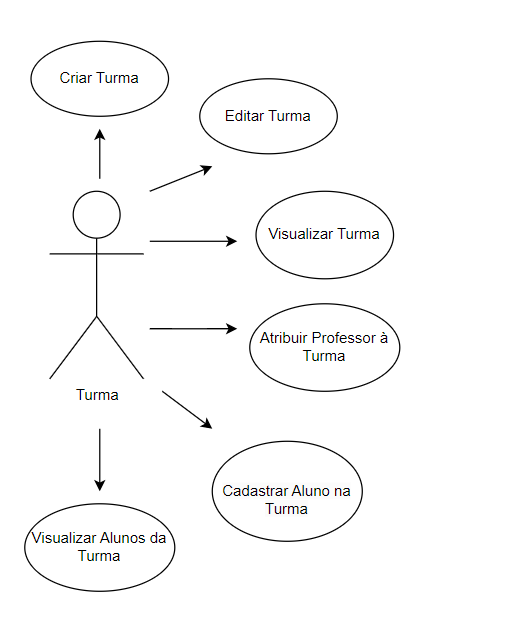 Criar Turma
Editar Turma
Visualizar Turma
Atribuir Professor à
Turma
Turma
Cadastrar Aluno na
Turma
Visualizar Alunos da
Turma